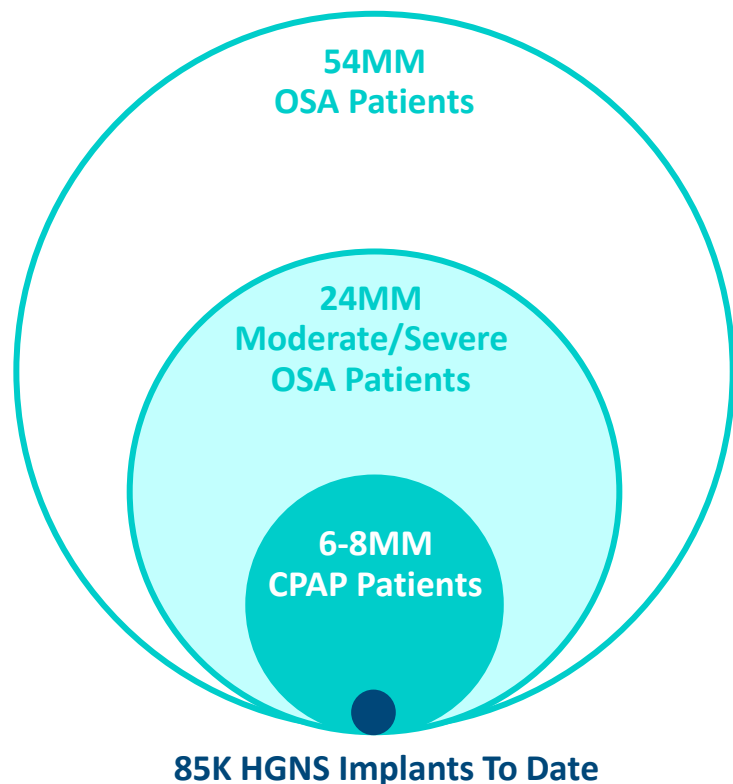 54MM
OSA Patients
24MM
Moderate/Severe
OSA Patients
6-8MM
CPAP Patients
85K HGNS Implants To Date